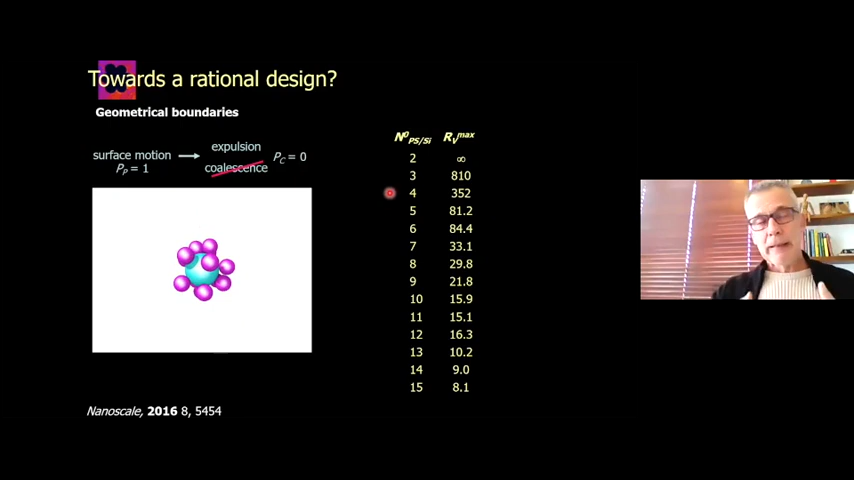 Towards a rational design?
Geometrical boundaries
surface motion
P_P = 1
expulsion
coalescence
P_C = 0
N⁰_PS/Si R_V^max
2 ∞
3 810
4 352
5 81.2
6 84.4
7 33.1
8 29.8
9 21.8
10 15.9
11 15.1
12 16.3
13 10.2
14 9.0
15 8.1
Nanoscale, 2016 8, 5454